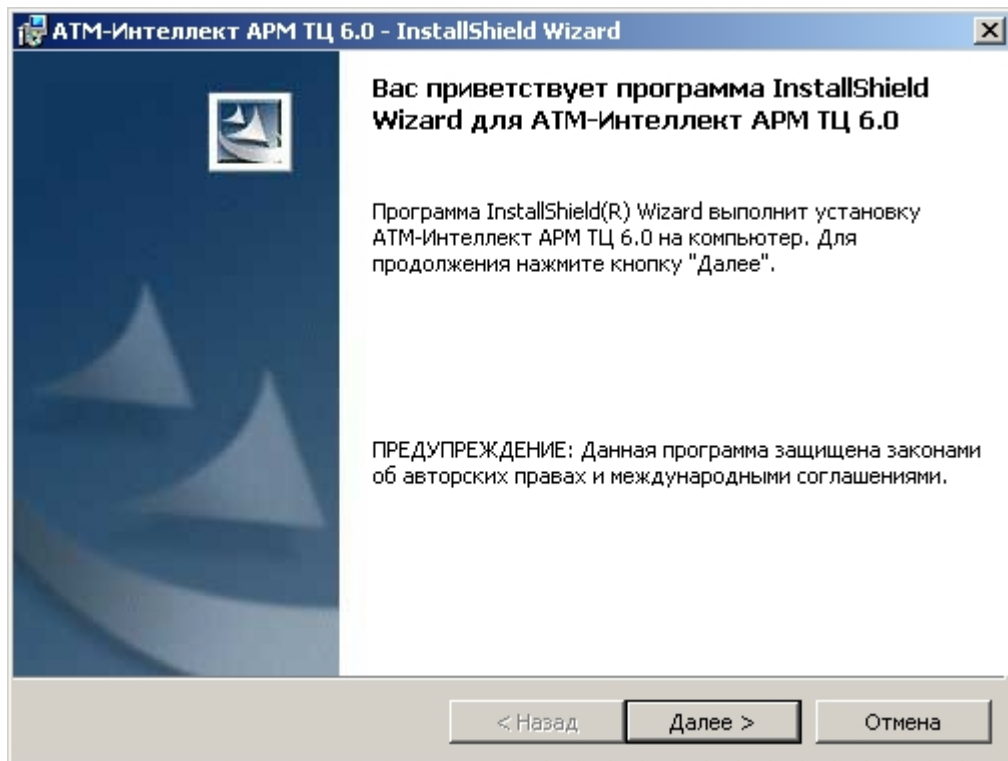 АТМ-Интеллект АРМ ТЦ 6.0 - InstallShield Wizard
Вас приветствует программа InstallShield
Wizard для АТМ-Интеллект АРМ ТЦ 6.0
Программа InstallShield(R) Wizard выполнит установку
АТМ-Интеллект АРМ ТЦ 6.0 на компьютер. Для
продолжения нажмите кнопку "Далее".
ПРЕДУПРЕЖДЕНИЕ: Данная программа защищена законами
об авторских правах и международными соглашениями.
< Назад Далее > Отмена